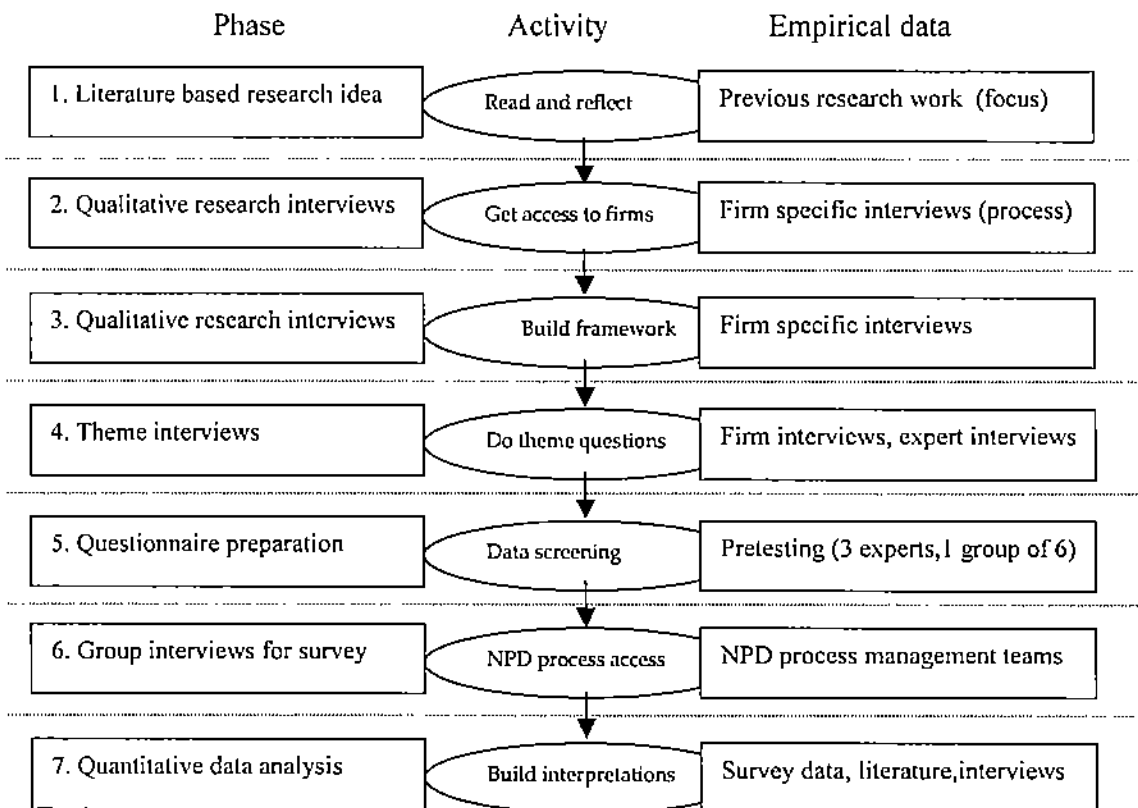 Phase Activity Empirical data
1. Literature based research idea Read and reflect Previous research work (focus)
2. Qualitative research interviews Get access to firms Firm specific interviews (process)
3. Qualitative research interviews Build framework Firm specific interviews
4. Theme interviews Do theme questions Firm interviews, expert interviews
5. Questionnaire preparation Data screening Pretesting (3 experts,1 group of 6)
6. Group interviews for survey NPD process access NPD process management teams
7. Quantitative data analysis Build interpretations Survey data, literature,interviews